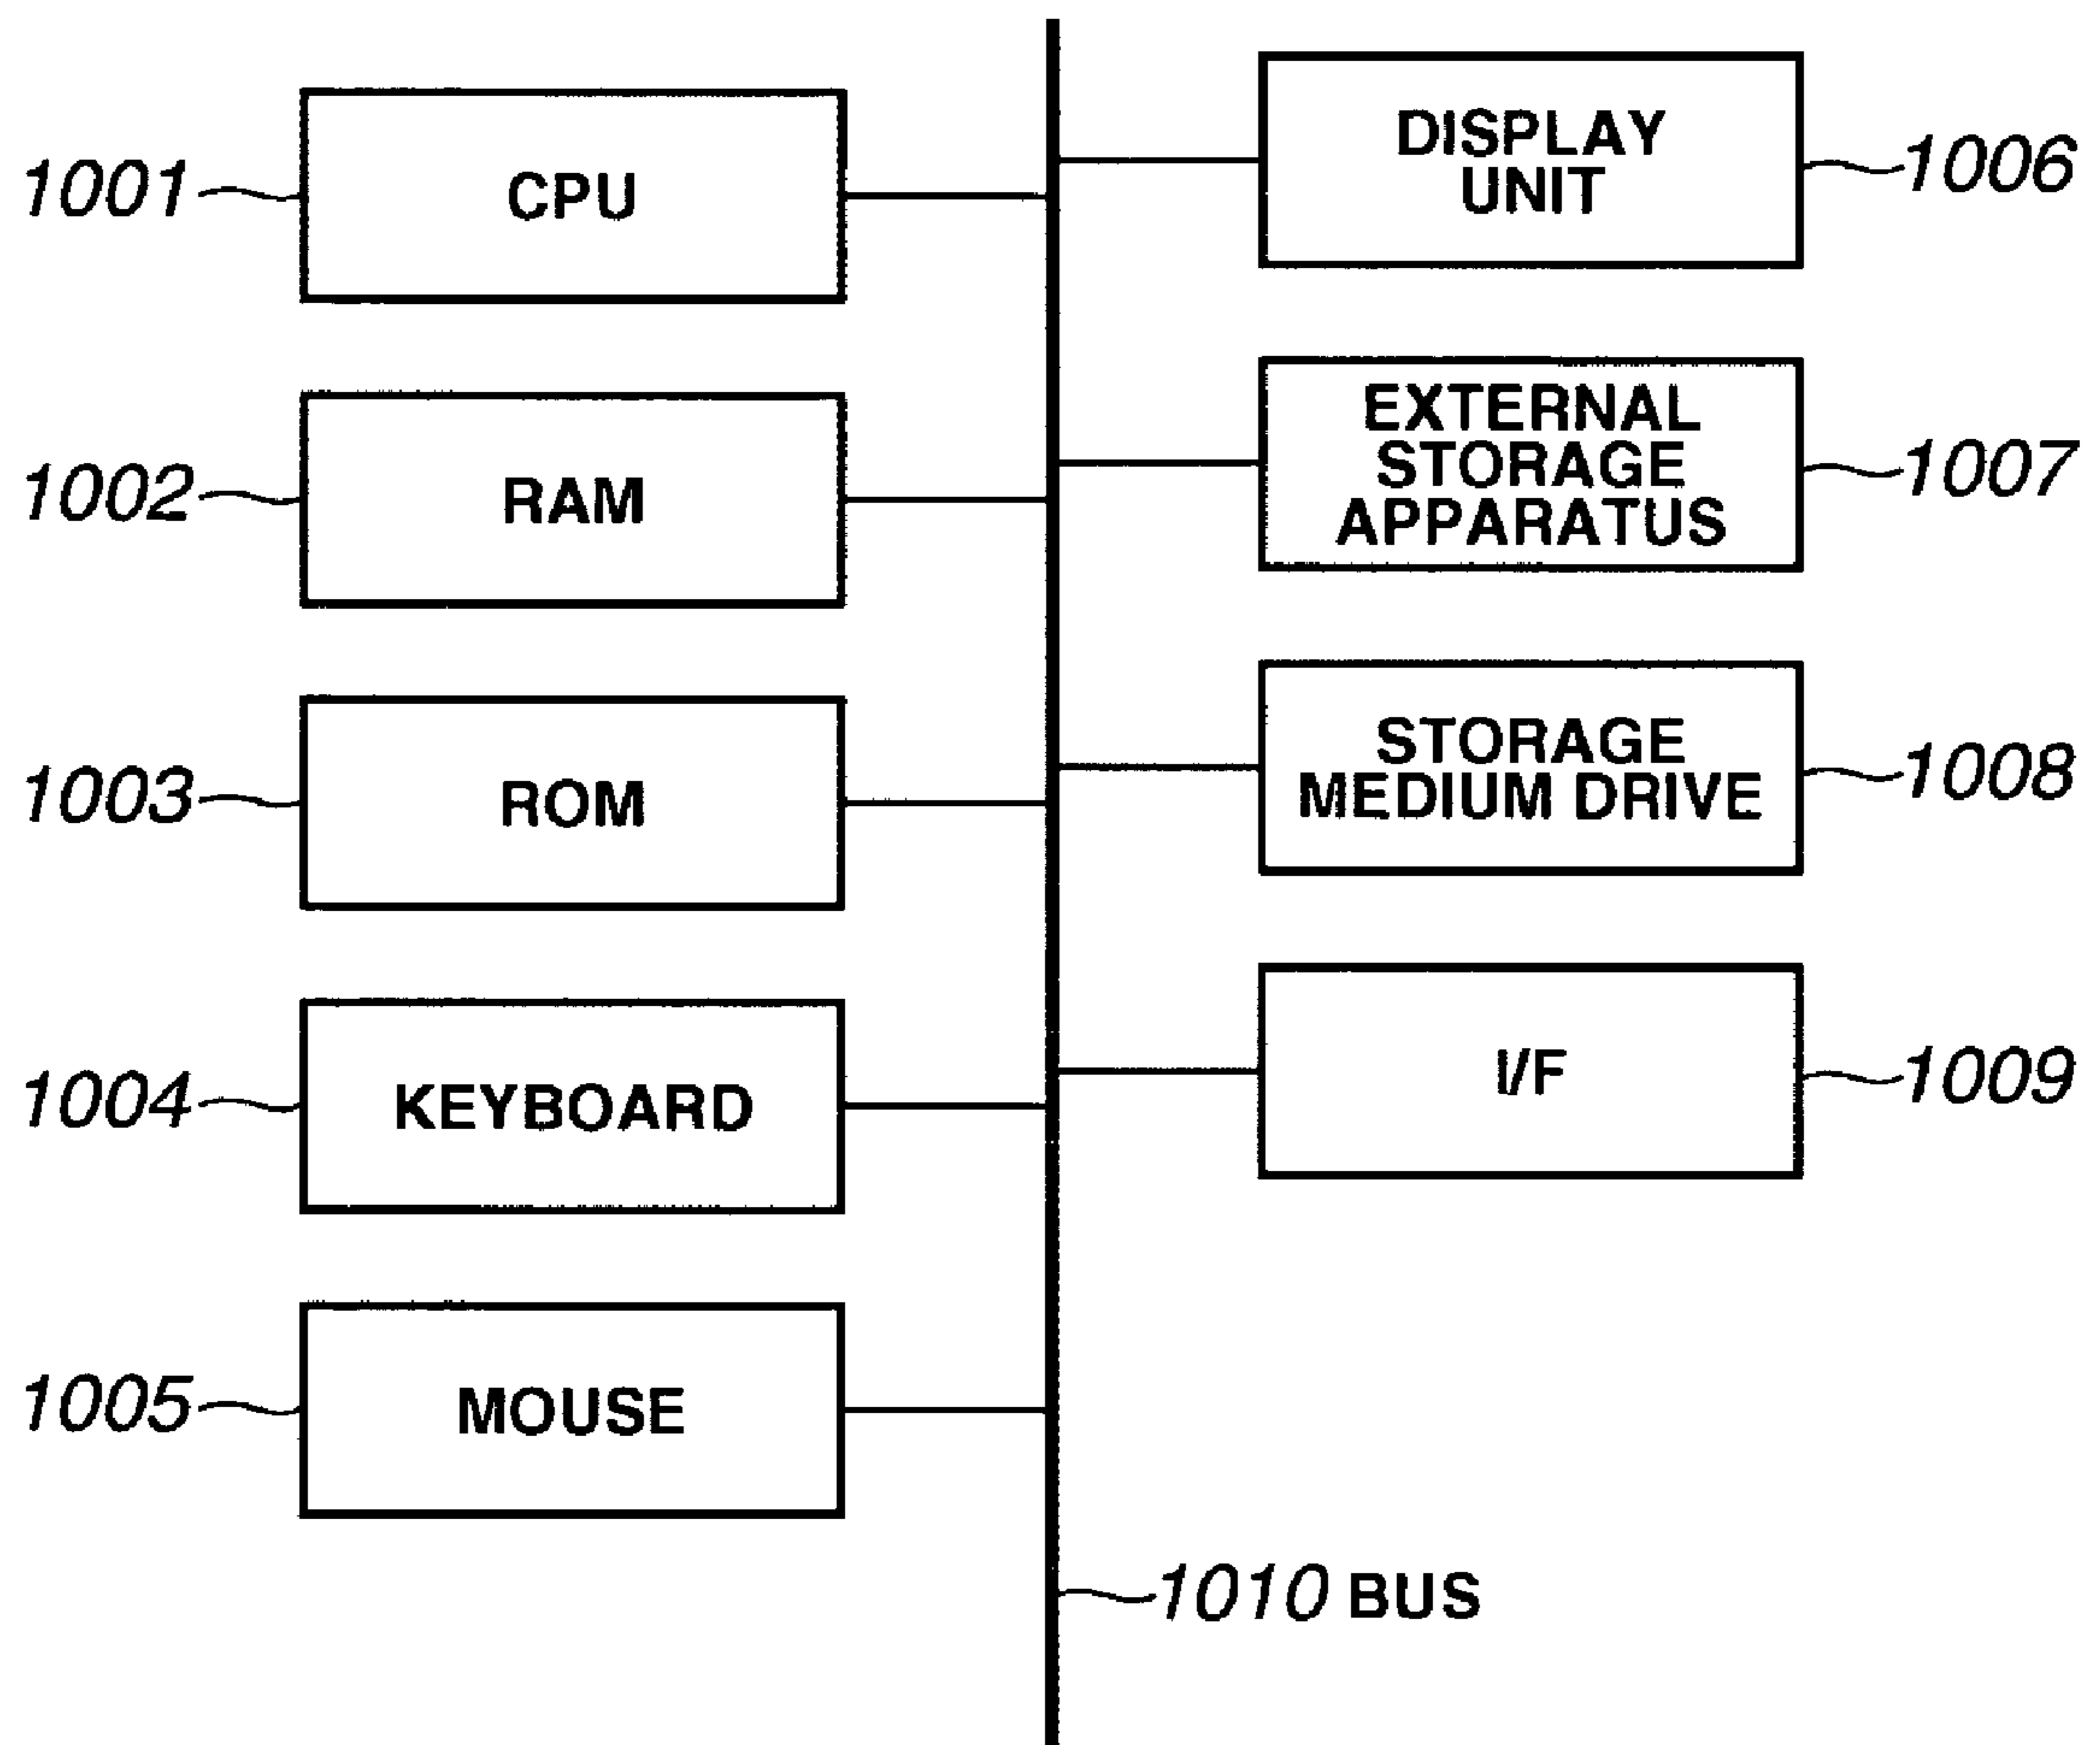 1001
CPU
1002
RAM
1003
ROM
1004
KEYBOARD
1005
MOUSE
DISPLAY
UNIT
1006
EXTERNAL
STORAGE
APPARATUS
1007
STORAGE
MEDIUM DRIVE
1008
I/F
1009
1010 BUS